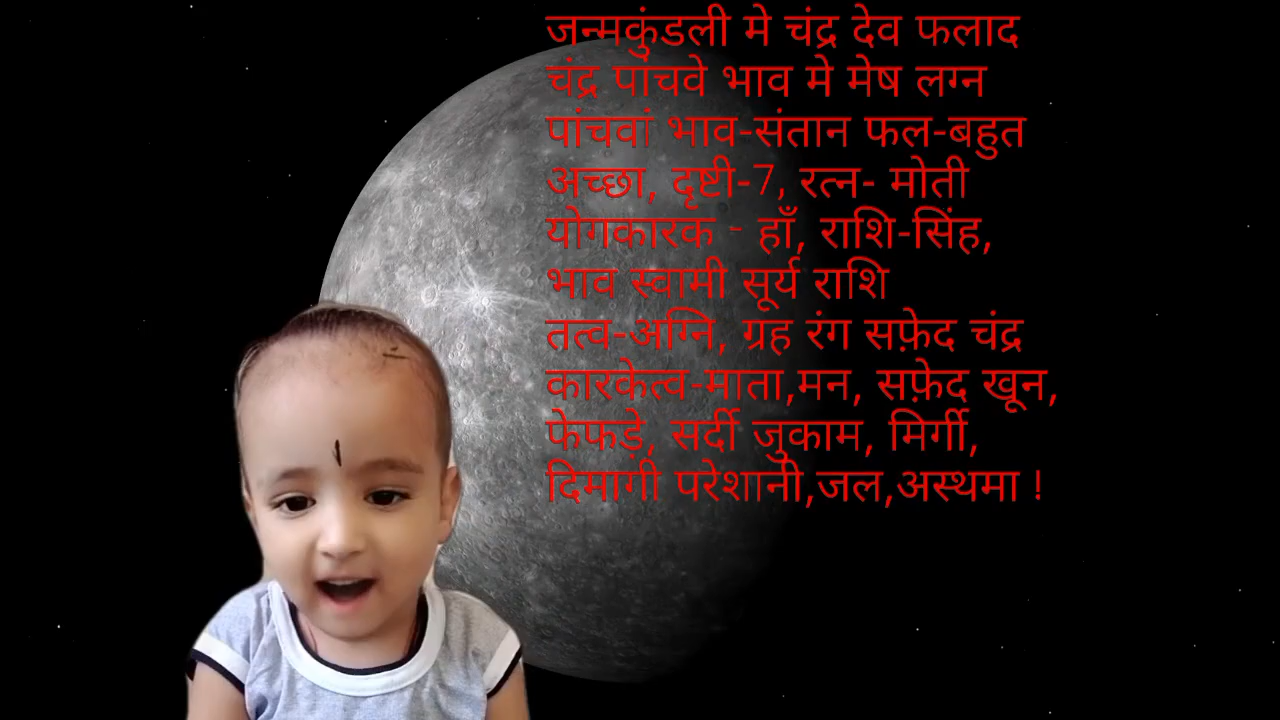 जन्मकुंडली मे चंद्र देव फलाद
चंद्र पांचवे भाव मे मेष लग्न
पांचवां भाव-संतान फल-बहुत
अच्छा, दृष्टी-7, रत्न- मोती
योगकारक - हाँ, राशि-सिंह,
भाव स्वामी सूर्य राशि
तत्व-अग्नि, ग्रह रंग सफ़ेद चंद्र
कारकेत्व-माता,मन, सफ़ेद खून,
फेफड़े, सर्दी जुकाम, मिर्गी,
दिमागी परेशानी,जल,अस्थमा !